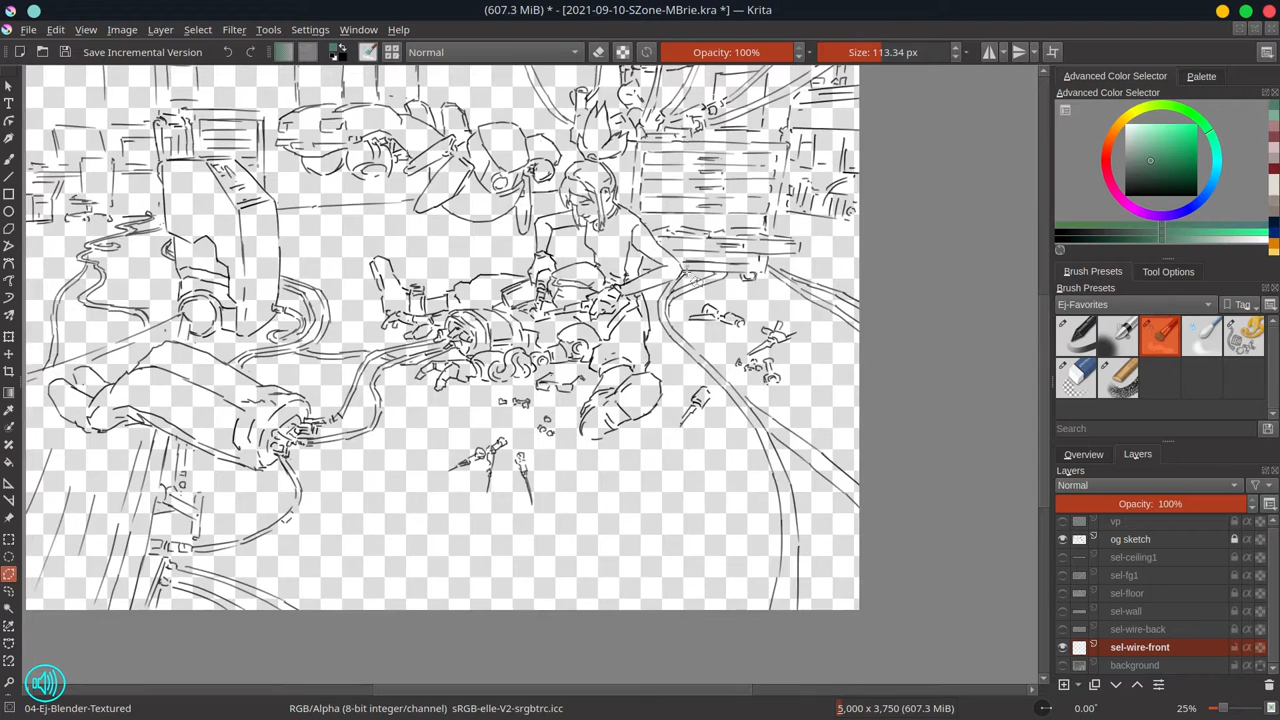 (607.3 MiB) * - [2021-09-10-SZone-MBrie.kra *] — Krita
File Edit View Image Layer Select Filter Tools Settings Window Help
Save Incremental Version Normal Opacity: 100% Size: 113.34 px
Advanced Color Selector Palette
Advanced Color Selector
Brush Presets Tool Options
Brush Presets
Ej-Favorites Tag
Search
Overview Layers
Layers
Normal
Opacity: 100%
vp
og sketch
sel-ceiling1
sel-fg1
sel-floor
sel-wall
sel-wire-back
sel-wire-front
background
04-Ej-Blender-Textured RGB/Alpha (8-bit integer/channel) sRGB-elle-V2-srgbtrc.icc 5,000 x 3,750 (607.3 MiB) 0.00° 25%